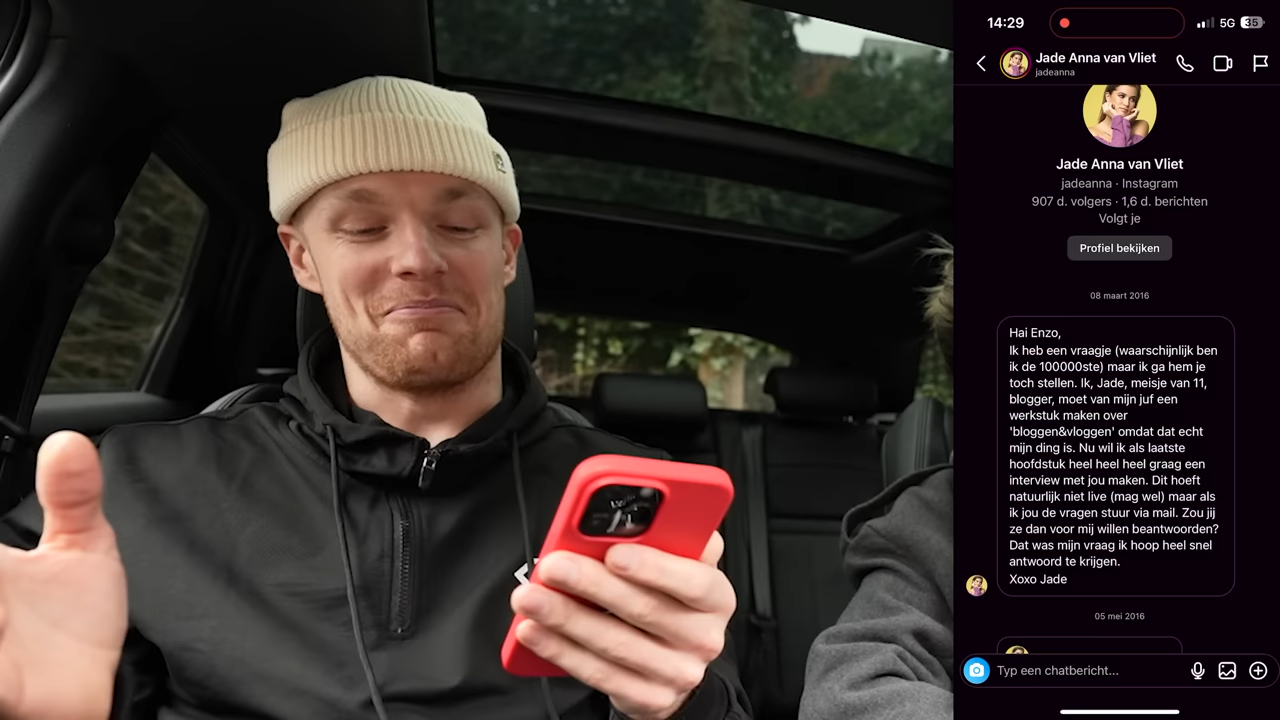 14:29
5G
35
Jade Anna van Vliet
jadeanna
Jade Anna van Vliet
jadeanna · Instagram
907 d. volgers · 1,6 d. berichten
Volgt je
Profiel bekijken
08 maart 2016
Hai Enzo,
Ik heb een vraagje (waarschijnlijk ben
ik de 100000ste) maar ik ga hem je
toch stellen. Ik, Jade, meisje van 11,
blogger, moet van mijn juf een
werkstuk maken over
'bloggen&vloggen' omdat dat echt
mijn ding is. Nu wil ik als laatste
hoofdstuk heel heel heel graag een
interview met jou maken. Dit hoeft
natuurlijk niet live (mag wel) maar als
ik jou de vragen stuur via mail. Zou jij
ze dan voor mij willen beantwoorden?
Dat was mijn vraag ik hoop heel snel
antwoord te krijgen.
Xoxo Jade
05 mei 2016
Typ een chatbericht...